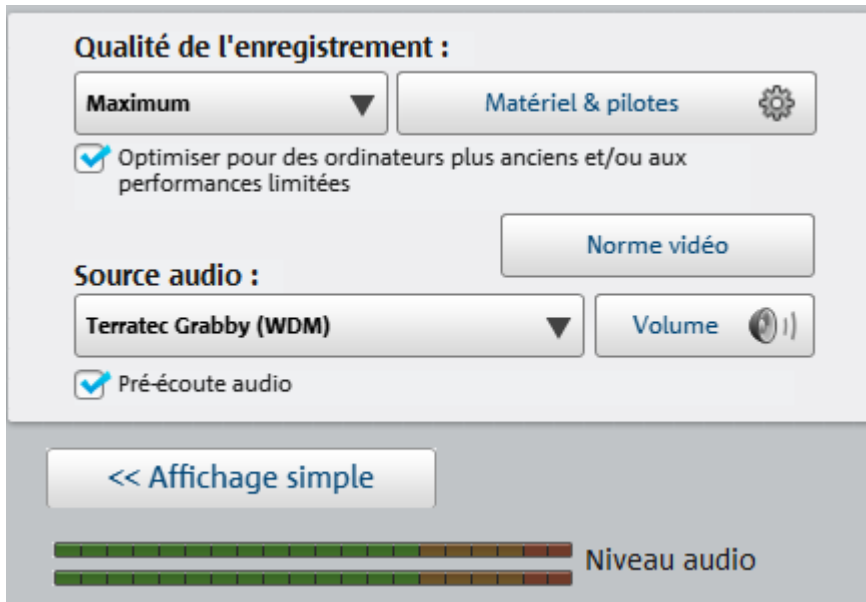 Qualité de l'enregistrement :
Maximum
Matériel & pilotes
Optimiser pour des ordinateurs plus anciens et/ou aux
performances limitées
Norme vidéo
Source audio :
Terratec Grabby (WDM)
Volume
Pré-écoute audio
<< Affichage simple
Niveau audio